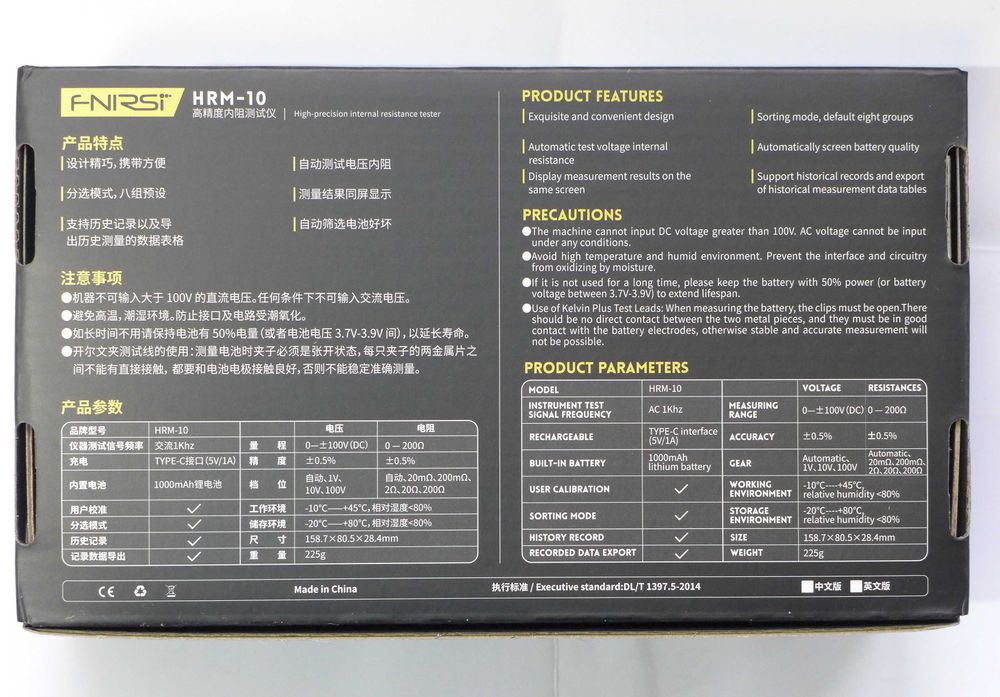 FNIRSI
HRM-10
高精度内阻测试仪 | High-precision internal resistance tester
产品特点
设计精巧,携带方便
自动测试电压内阻
分选模式,八组预设
测量结果同屏显示
支持历史记录以及导
出历史测量的数据表格
自动筛选电池好坏
注意事项
●机器不可输入大于 100V 的直流电压。任何条件下不可输入交流电压。
●避免高温,潮湿环境。防止接口及电路受潮氧化。
●如长时间不用请保持电池有 50%电量(或者电池电压 3.7V-3.9V 间),以延长寿命。
●开尔文夹测试线的使用:测量电池时夹子必须是张开状态,每只夹子的两金属片之
间不能有直接接触,都要和电池电极接触良好,否则不能稳定准确测量。
产品参数
品牌型号 HRM-10 电压 电阻
仪器测试信号频率 交流1Khz 量 程 0—±100V(DC) 0 — 200Ω
充电 TYPE-C接口(5V/1A) 精 度 ±0.5% ±0.5%
内置电池 1000mAh锂电池 档 位 自动、1V、 自动、20mΩ、200mΩ、
10V、100V 2Ω、20Ω、200Ω
用户校准 ✓ 工作环境 -10°C——+45°C,相对湿度<80%
分选模式 ✓ 储存环境 -20°C——+80°C,相对湿度<80%
历史记录 ✓ 尺 寸 158.7×80.5×28.4mm
记录数据导出 ✓ 重 量 225g
PRODUCT FEATURES
Exquisite and convenient design
Sorting mode, default eight groups
Automatic test voltage internal
resistance
Automatically screen battery quality
Display measurement results on the
same screen
Support historical records and export
of historical measurement data tables
PRECAUTIONS
●The machine cannot input DC voltage greater than 100V. AC voltage cannot be input
under any conditions.
●Avoid high temperature and humid environment. Prevent the interface and circuitry
from oxidizing by moisture.
●If it is not used for a long time, please keep the battery with 50% power (or battery
voltage between 3.7V-3.9V) to extend lifespan.
●Use of Kelvin Plus Test Leads: When measuring the battery, the clips must be open.There
should be no direct contact between the two metal pieces, and they must be in good
contact with the battery electrodes, otherwise stable and accurate measurement will
not be possible.
PRODUCT PARAMETERS
MODEL HRM-10 VOLTAGE RESISTANCES
INSTRUMENT TEST
SIGNAL FREQUENCY AC 1Khz MEASURING
RANGE 0—±100V(DC) 0 — 200Ω
RECHARGEABLE TYPE-C interface
(5V/1A) ACCURACY ±0.5% ±0.5%
BUILT-IN BATTERY 1000mAh
lithium battery GEAR Automatic、
1V、10V、100V Automatic、
20mΩ、200mΩ、
2Ω、20Ω、200Ω
USER CALIBRATION ✓ WORKING
ENVIRONMENT -10°C----+45°C,
relative humidity <80%
SORTING MODE ✓ STORAGE
ENVIRONMENT -20°C----+80°C,
relative humidity <80%
HISTORY RECORD ✓ SIZE 158.7×80.5×28.4mm
RECORDED DATA EXPORT ✓ WEIGHT 225g
CE Made in China 执行标准 / Executive standard:DL/T 1397.5-2014 中文版 英文版